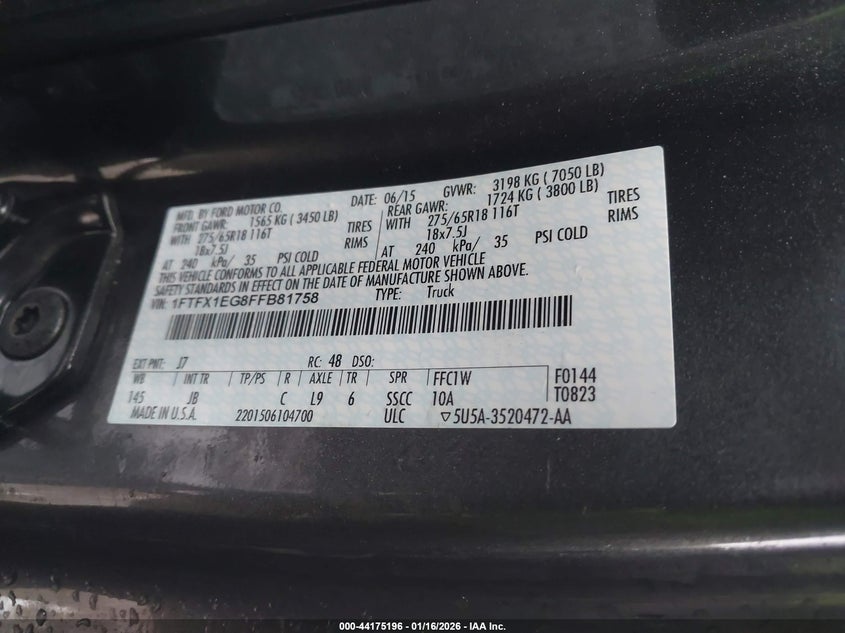 MFD. BY FORD MOTOR CO. DATE: 06/15 GVWR: 3198 KG ( 7050 LB)
FRONT GAWR: 1565 KG ( 3450 LB) REAR GAWR: 1724 KG ( 3800 LB)
WITH 275/65R18 116T TIRES WITH 275/65R18 116T TIRES
18x7.5J RIMS 18x7.5J RIMS
AT 240 kPa/ 35 PSI COLD AT 240 kPa/ 35 PSI COLD
THIS VEHICLE CONFORMS TO ALL APPLICABLE FEDERAL MOTOR VEHICLE
SAFETY STANDARDS IN EFFECT ON THE DATE OF MANUFACTURE SHOWN ABOVE.
VIN: 1FTFX1EG8FFB81758 TYPE: Truck
EXT PNT: J7 RC: 48 DSO:
WB INT TR TP/PS R AXLE TR SPR FFC1W F0144
145 JB C L9 6 SSCC 10A T0823
MADE IN U.S.A. 2201506104700 ULC ▽5U5A-3520472-AA
000-44175196 - 01/16/2026 - IAA Inc.